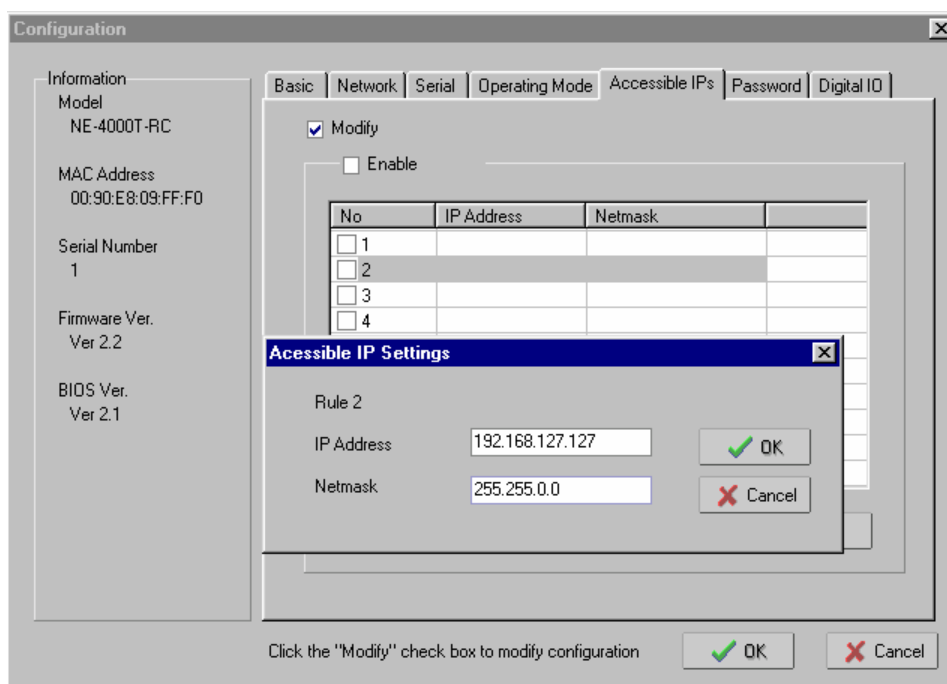 Configuration
Information
Model
NE-4000T-RC
MAC Address
00:90:E8:09:FF:F0
Serial Number
1
Firmware Ver.
Ver 2.2
BIOS Ver.
Ver 2.1
Basic Network Serial Operating Mode Accessible IPs Password Digital IO
Modify
Enable
No IP Address Netmask
1
2
3
4
Acessible IP Settings
Rule 2
IP Address 192.168.127.127 OK
Netmask 255.255.0.0 Cancel
Click the "Modify" check box to modify configuration OK Cancel